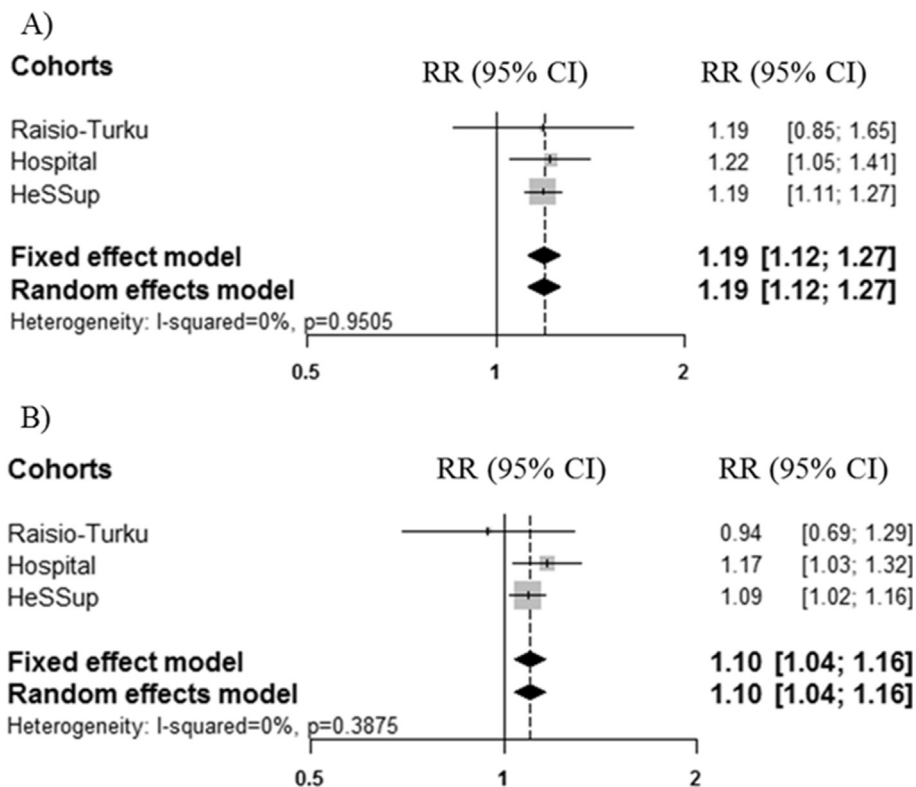 A)
Cohorts RR (95% CI) RR (95% CI)
Raisio-Turku 1.19 [0.85; 1.65]
Hospital 1.22 [1.05; 1.41]
HeSSup 1.19 [1.11; 1.27]
Fixed effect model 1.19 [1.12; 1.27]
Random effects model 1.19 [1.12; 1.27]
Heterogeneity: I-squared=0%, p=0.9505
0.5 1 2
B)
Cohorts RR (95% CI) RR (95% CI)
Raisio-Turku 0.94 [0.69; 1.29]
Hospital 1.17 [1.03; 1.32]
HeSSup 1.09 [1.02; 1.16]
Fixed effect model 1.10 [1.04; 1.16]
Random effects model 1.10 [1.04; 1.16]
Heterogeneity: I-squared=0%, p=0.3875
0.5 1 2